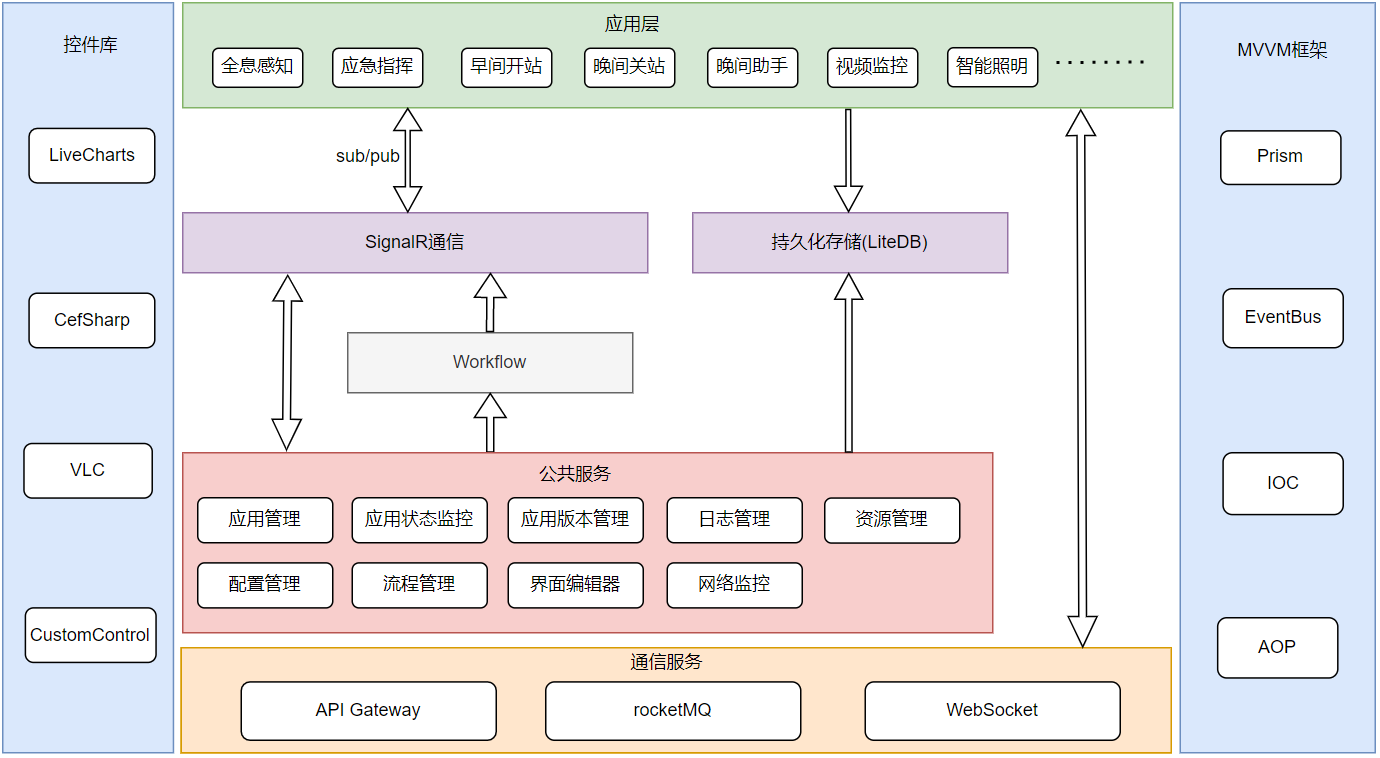 控件库
LiveCharts
CefSharp
VLC
CustomControl
应用层
全息感知
应急指挥
早间开站
晚间关站
晚间助手
视频监控
智能照明
········
sub/pub
SignalR通信
持久化存储(LiteDB)
Workflow
公共服务
应用管理
应用状态监控
应用版本管理
日志管理
资源管理
配置管理
流程管理
界面编辑器
网络监控
通信服务
API Gateway
rocketMQ
WebSocket
MVVM框架
Prism
EventBus
IOC
AOP